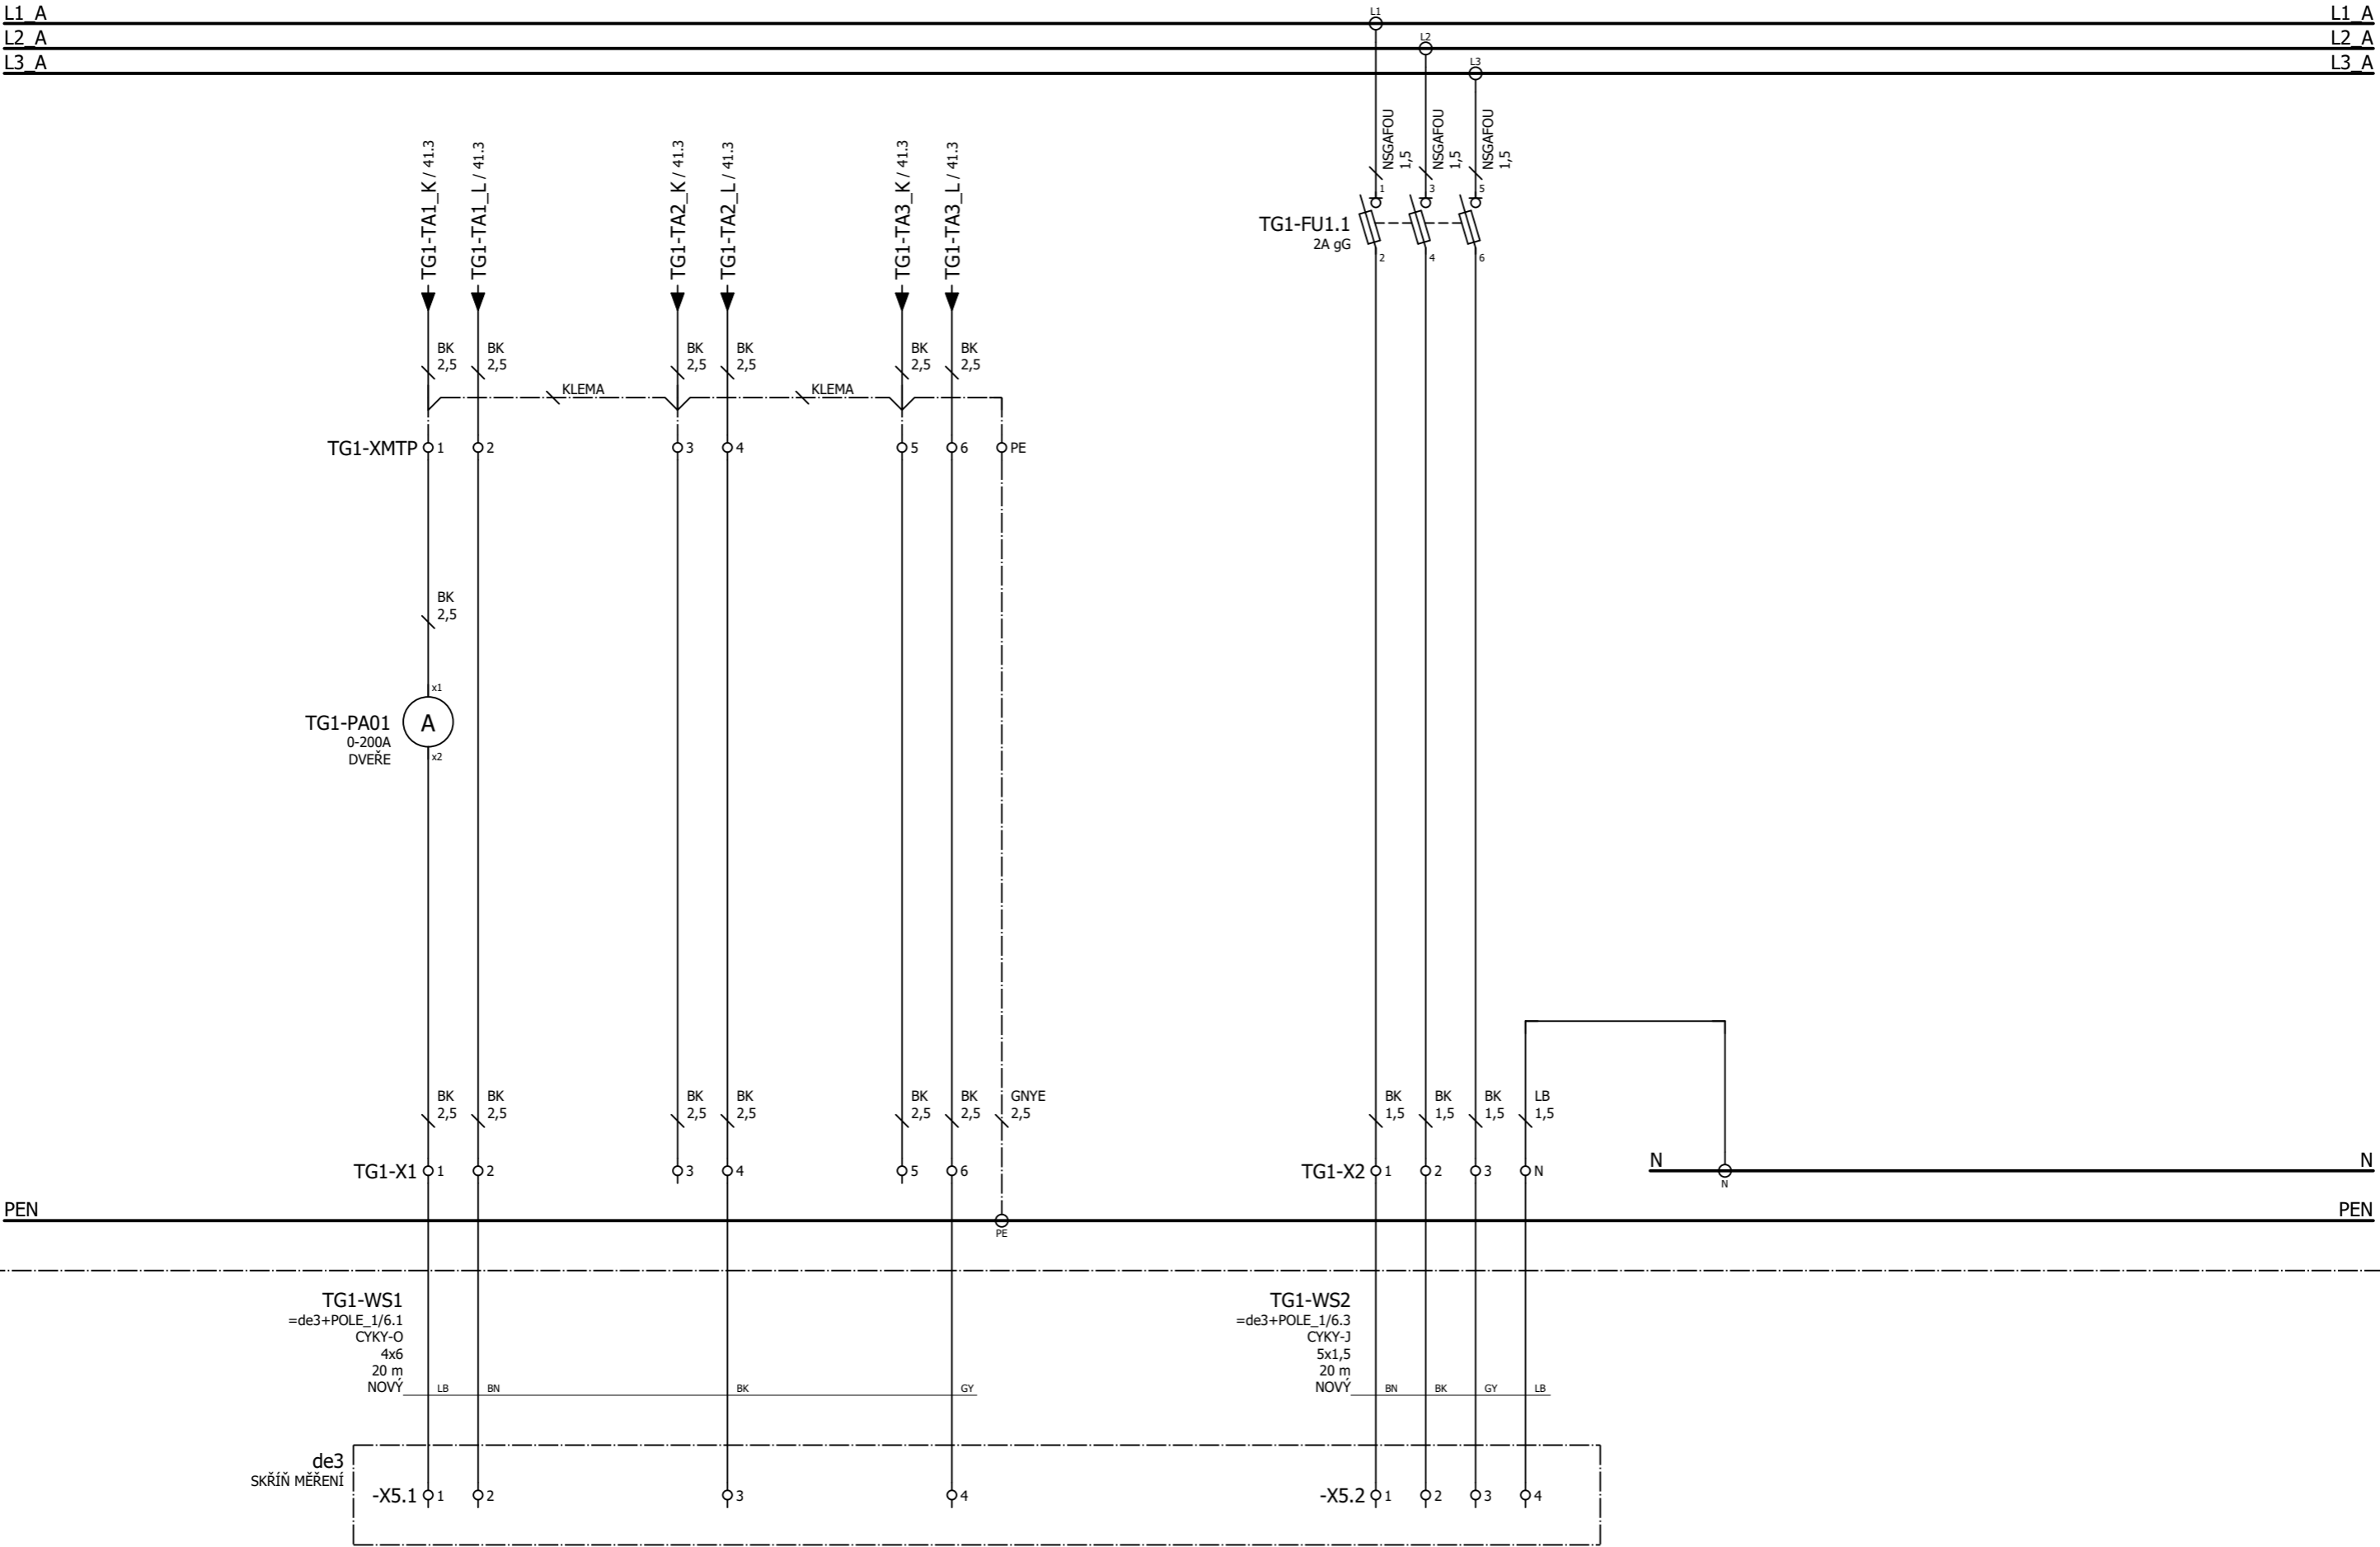 L1_A L1 L1_A
L2_A L2 L2_A
L3_A L3 L3_A
TG1-TA1_K / 41.3
TG1-TA1_L / 41.3
TG1-TA2_K / 41.3
TG1-TA2_L / 41.3
TG1-TA3_K / 41.3
TG1-TA3_L / 41.3
NSGAFOU
1,5
NSGAFOU
1,5
NSGAFOU
1,5
1 3 5
TG1-FU1.1
2A gG
2 4 6
BK BK BK BK BK BK
2,5 2,5 2,5 2,5 2,5 2,5
KLEMA KLEMA
TG1-XMTP 1 2 3 4 5 6 PE
BK
2,5
x1
TG1-PA01 A
0-200A
DVEŘE
x2
BK BK BK BK BK BK GNYE BK BK BK LB
2,5 2,5 2,5 2,5 2,5 2,5 2,5 1,5 1,5 1,5 1,5
TG1-X1 1 2 3 4 5 6 TG1-X2 1 2 3 N
N N N
PEN PE PEN
TG1-WS1
=de3+POLE_1/6.1
CYKY-O
4x6
20 m
NOVÝ LB BN BK GY
TG1-WS2
=de3+POLE_1/6.3
CYKY-J
5x1,5
20 m
NOVÝ BN BK GY LB
de3
SKŘÍŇ MĚŘENÍ
-X5.1 1 2 3 4
-X5.2 1 2 3 4